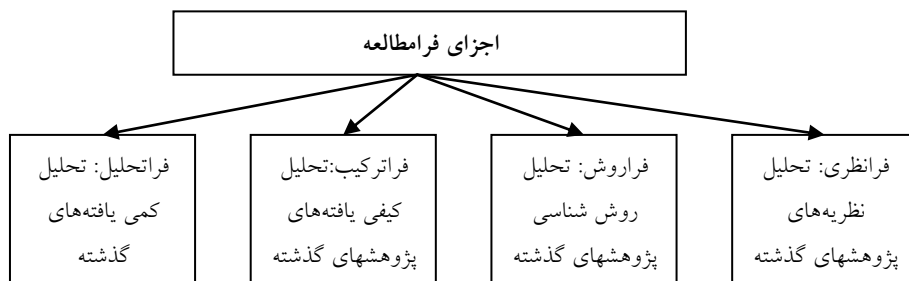 اجزای فرامطالعه
فرانظری: تحلیل
نظریه‌های
پژوهشهای گذشته
فراروش: تحلیل
روش شناسی
پژوهشهای گذشته
فراترکیب:تحلیل
کیفی یافته‌های
پژوهشهای گذشته
فراتحلیل: تحلیل
کمی یافته‌های
گذشته